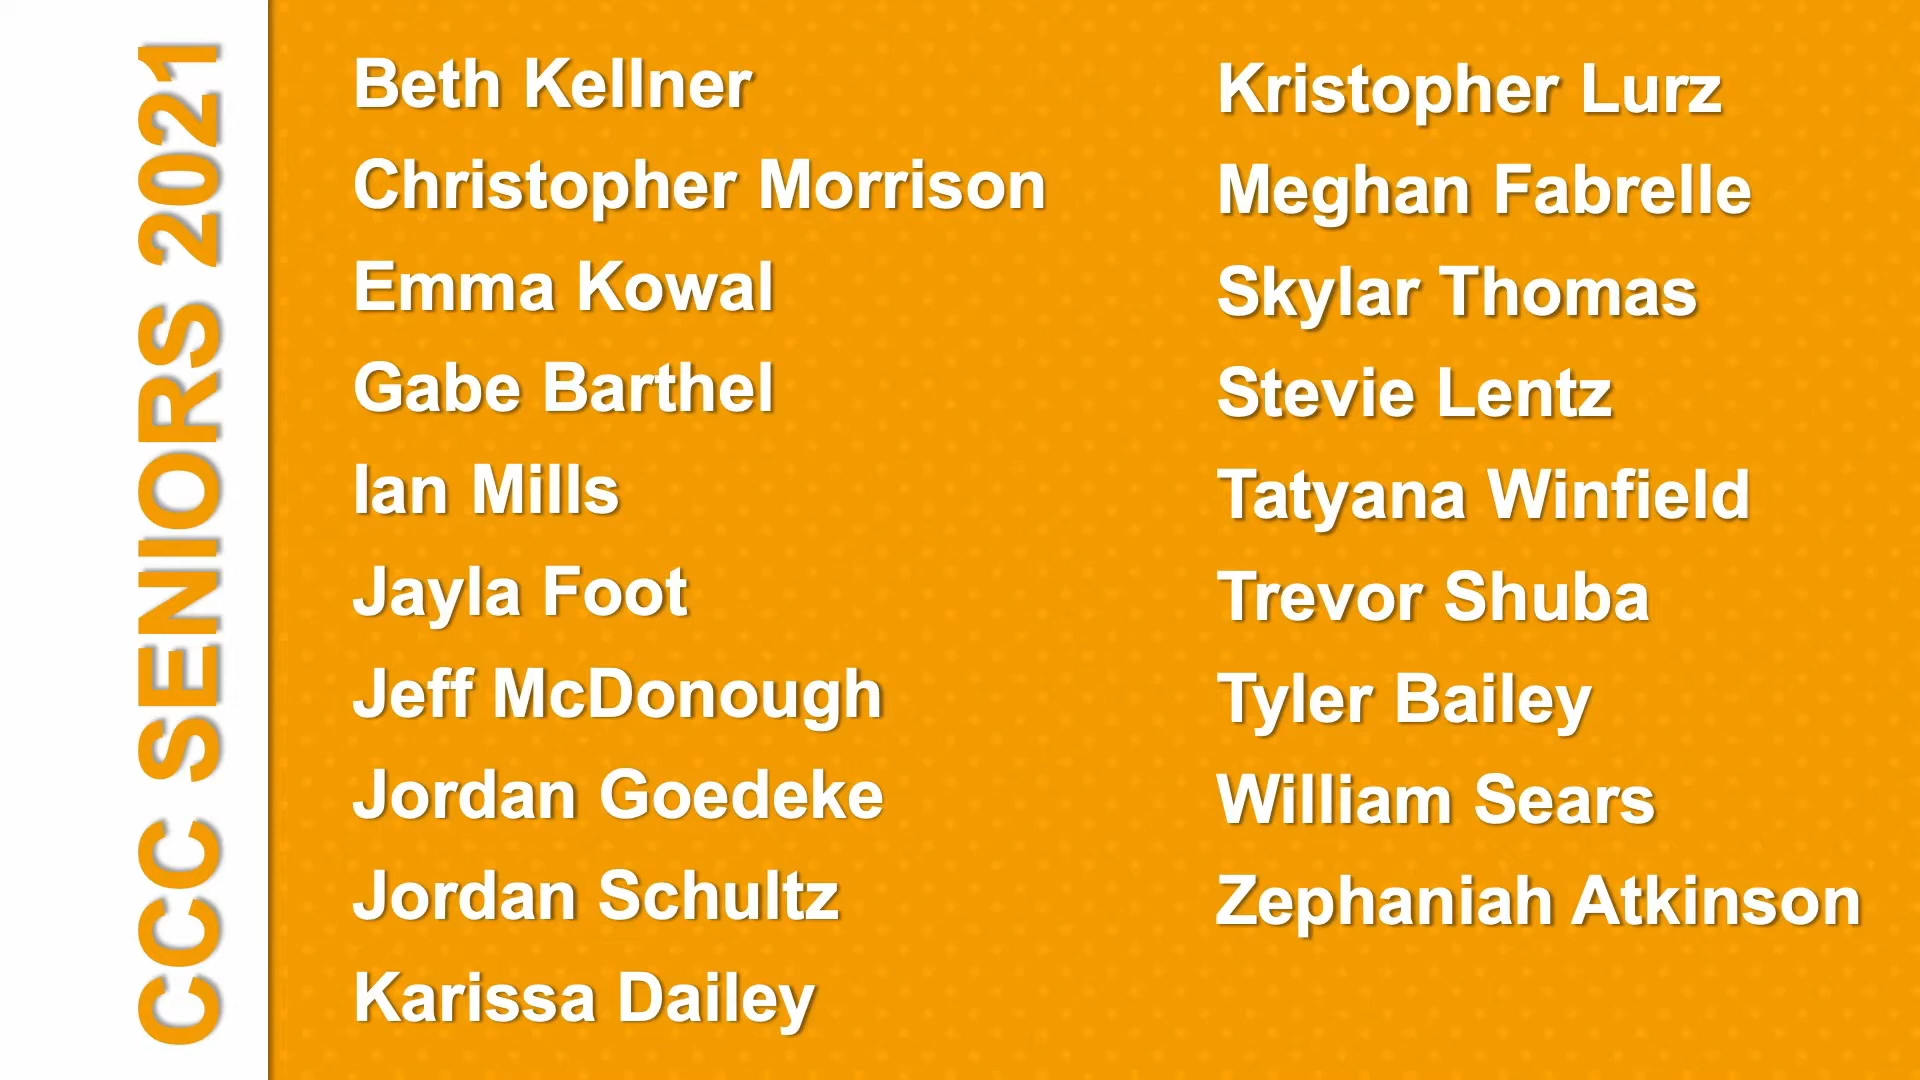 CCC SENIORS 2021
Beth Kellner
Christopher Morrison
Emma Kowal
Gabe Barthel
Ian Mills
Jayla Foot
Jeff McDonough
Jordan Goedeke
Jordan Schultz
Karissa Dailey
Kristopher Lurz
Meghan Fabrelle
Skylar Thomas
Stevie Lentz
Tatyana Winfield
Trevor Shuba
Tyler Bailey
William Sears
Zephaniah Atkinson